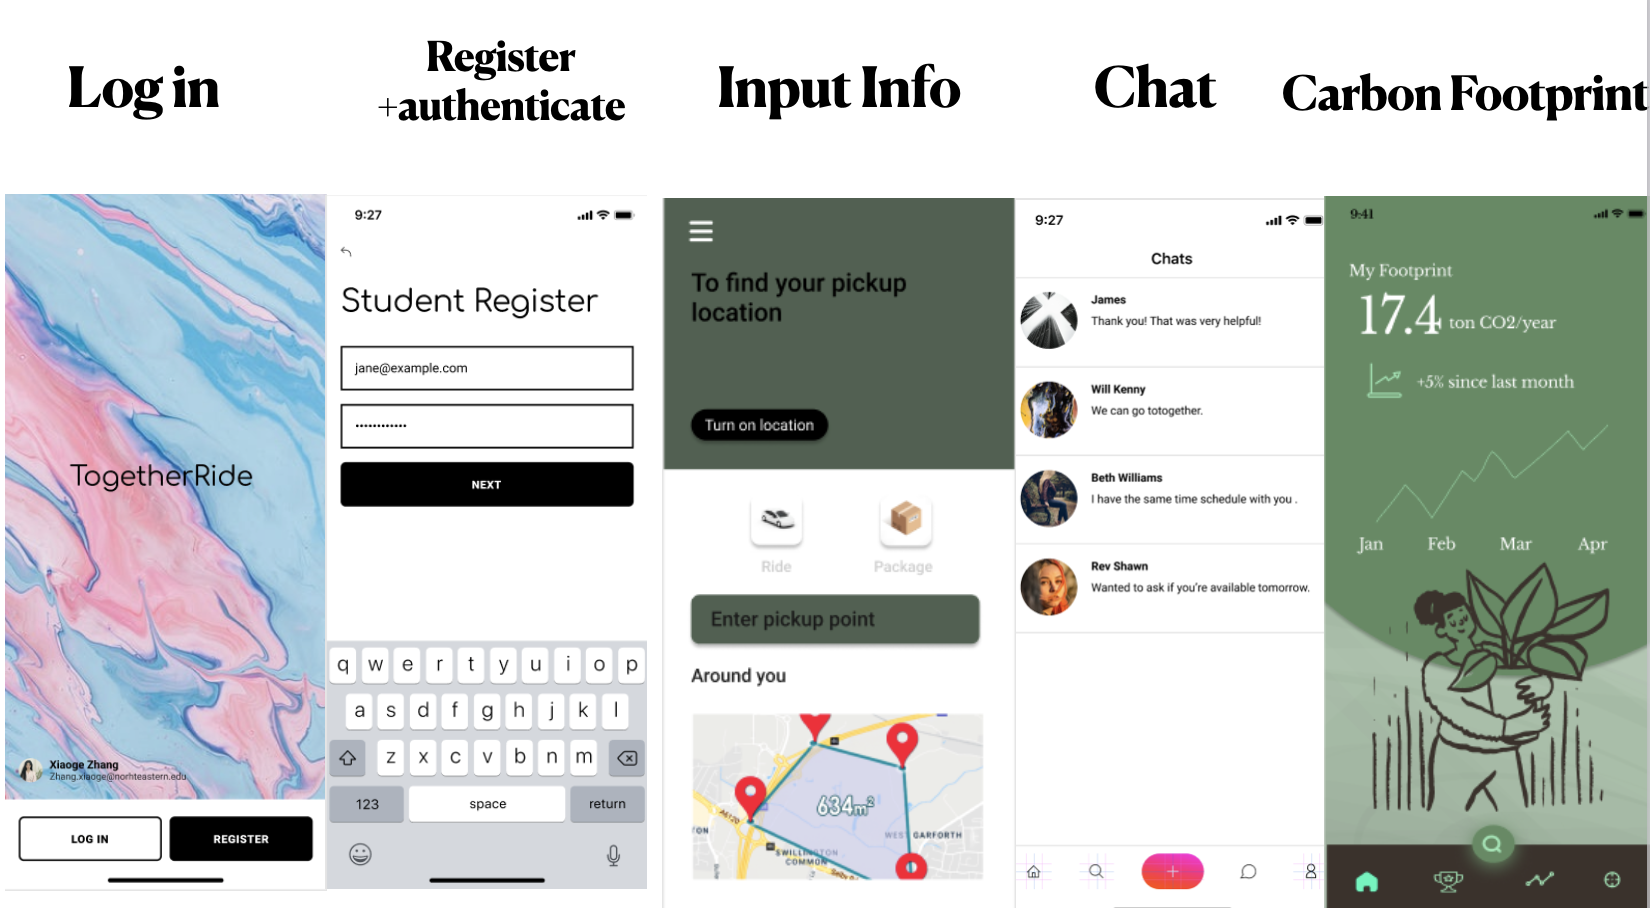 Log in
Register
+authenticate
Input Info
Chat
Carbon Footprint
TogetherRide
Xiaoge Zhang
Zhang.xiaoge@norhteastern.edu
LOG IN
REGISTER
9:27
Student Register
jane@example.com
NEXT
q w e r t y u i o p
a s d f g h j k l
z x c v b n m
123 space return
To find your pickup
location
Turn on location
Ride
Package
Enter pickup point
Around you
634m²
A6120
WEST GARFORTH
SWILLINGTON
COMMON
Selby Rd
9:27
Chats
James
Thank you! That was very helpful!
Will Kenny
We can go totogether.
Beth Williams
I have the same time schedule with you .
Rev Shawn
Wanted to ask if you're available tomorrow.
9:41
My Footprint
17.4 ton CO2/year
+5% since last month
Jan Feb Mar Apr